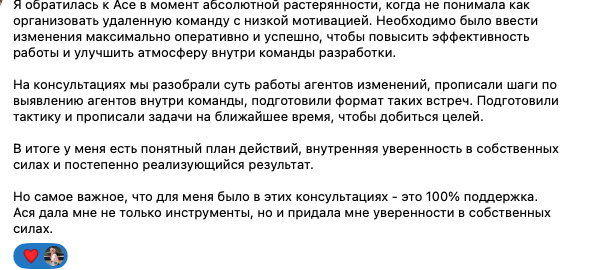 Я обратилась к Асе в момент абсолютной растерянности, когда не понимала как
организовать удаленную команду с низкой мотивацией. Необходимо было ввести
изменения максимально оперативно и успешно, чтобы повысить эффективность
работы и улучшить атмосферу внутри команды разработки.
На консультациях мы разобрали суть работы агентов изменений, прописали шаги по
выявлению агентов внутри команды, подготовили формат таких встреч. Подготовили
тактику и прописали задачи на ближайшее время, чтобы добиться целей.
В итоге у меня есть понятный план действий, внутренняя уверенность в собственных
силах и постепенно реализующийся результат.
Но самое важное, что для меня было в этих консультациях - это 100% поддержка.
Ася дала мне не только инструменты, но и придала мне уверенности в собственных
силах.